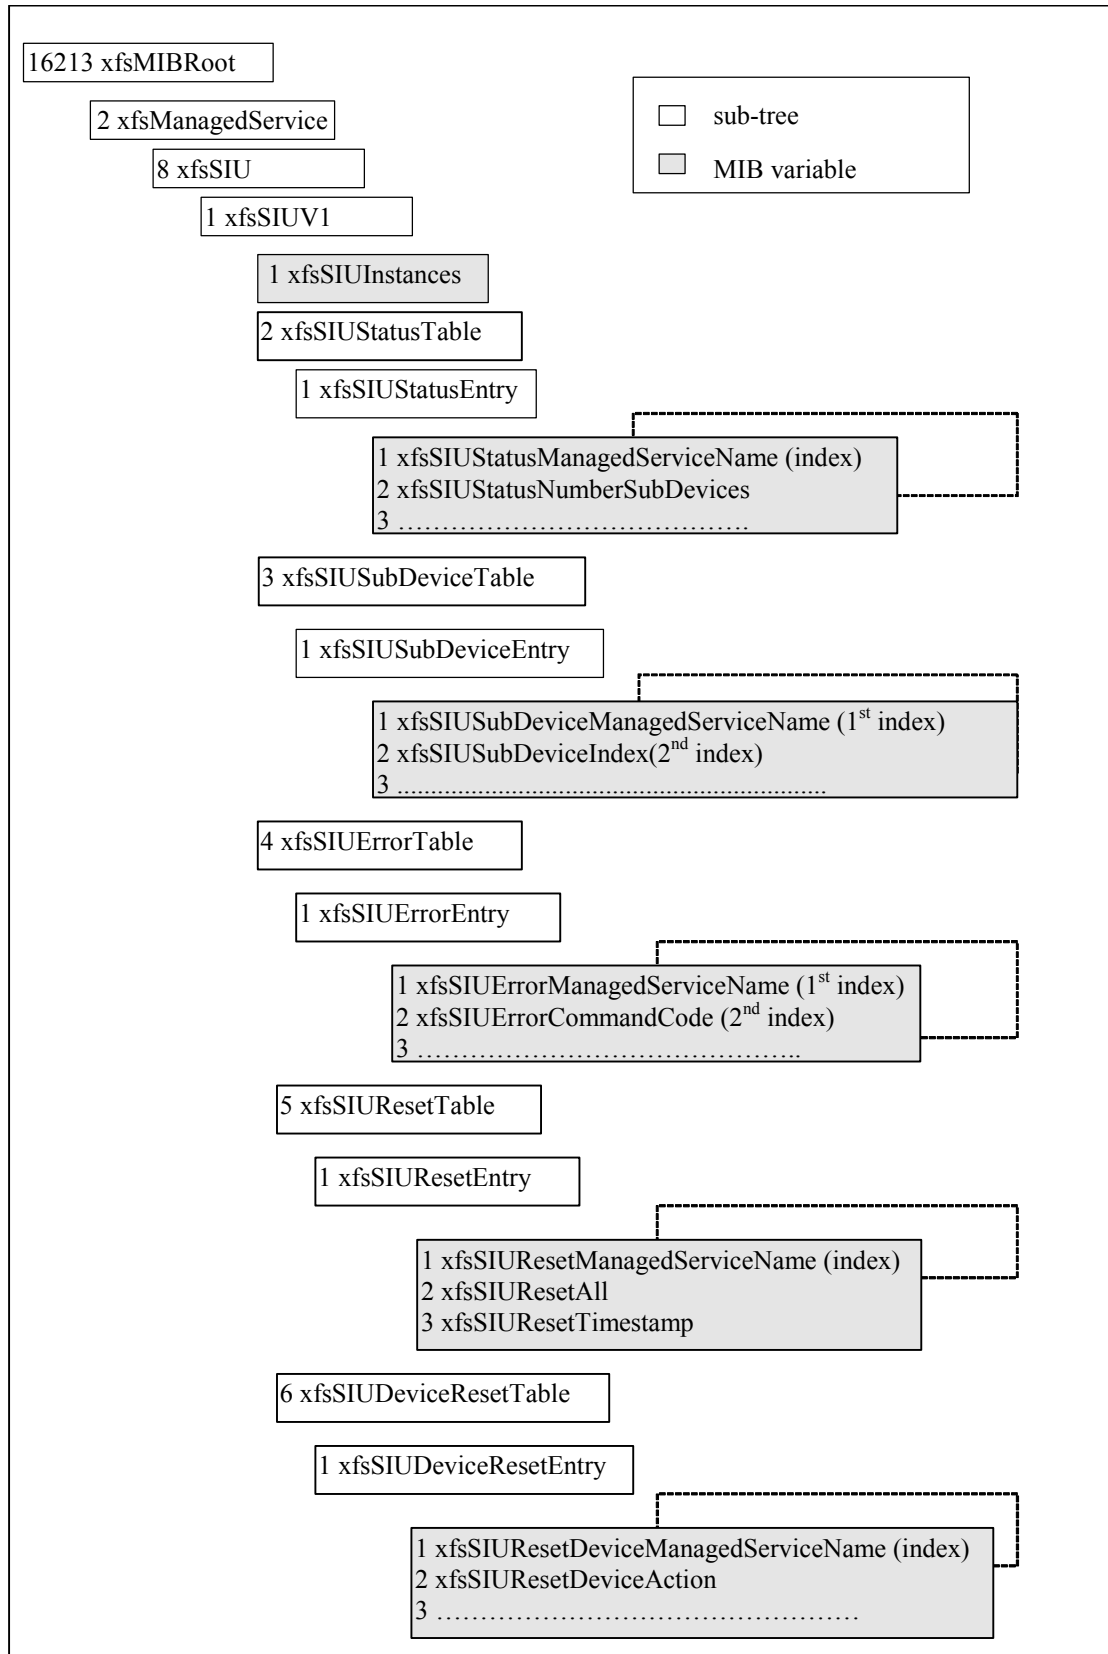 16213 xfsMIBRoot
2 xfsManagedService
sub-tree
8 xfsSIU
MIB variable
1 xfsSIUV1
1 xfsSIUInstances
2 xfsSIUStatusTable
1 xfsSIUStatusEntry
1 xfsSIUStatusManagedServiceName (index)
2 xfsSIUStatusNumberSubDevices
3 …………………………………….
3 xfsSIUSubDeviceTable
1 xfsSIUSubDeviceEntry
1 xfsSIUSubDeviceManagedServiceName (1st index)
2 xfsSIUSubDeviceIndex(2nd index)
3 ................................................................
4 xfsSIUErrorTable
1 xfsSIUErrorEntry
1 xfsSIUErrorManagedServiceName (1st index)
2 xfsSIUErrorCommandCode (2nd index)
3 ……………………………………..
5 xfsSIUResetTable
1 xfsSIUResetEntry
1 xfsSIUResetManagedServiceName (index)
2 xfsSIUResetAll
3 xfsSIUResetTimestamp
6 xfsSIUDeviceResetTable
1 xfsSIUDeviceResetEntry
1 xfsSIUResetDeviceManagedServiceName (index)
2 xfsSIUResetDeviceAction
3 …………………………………………